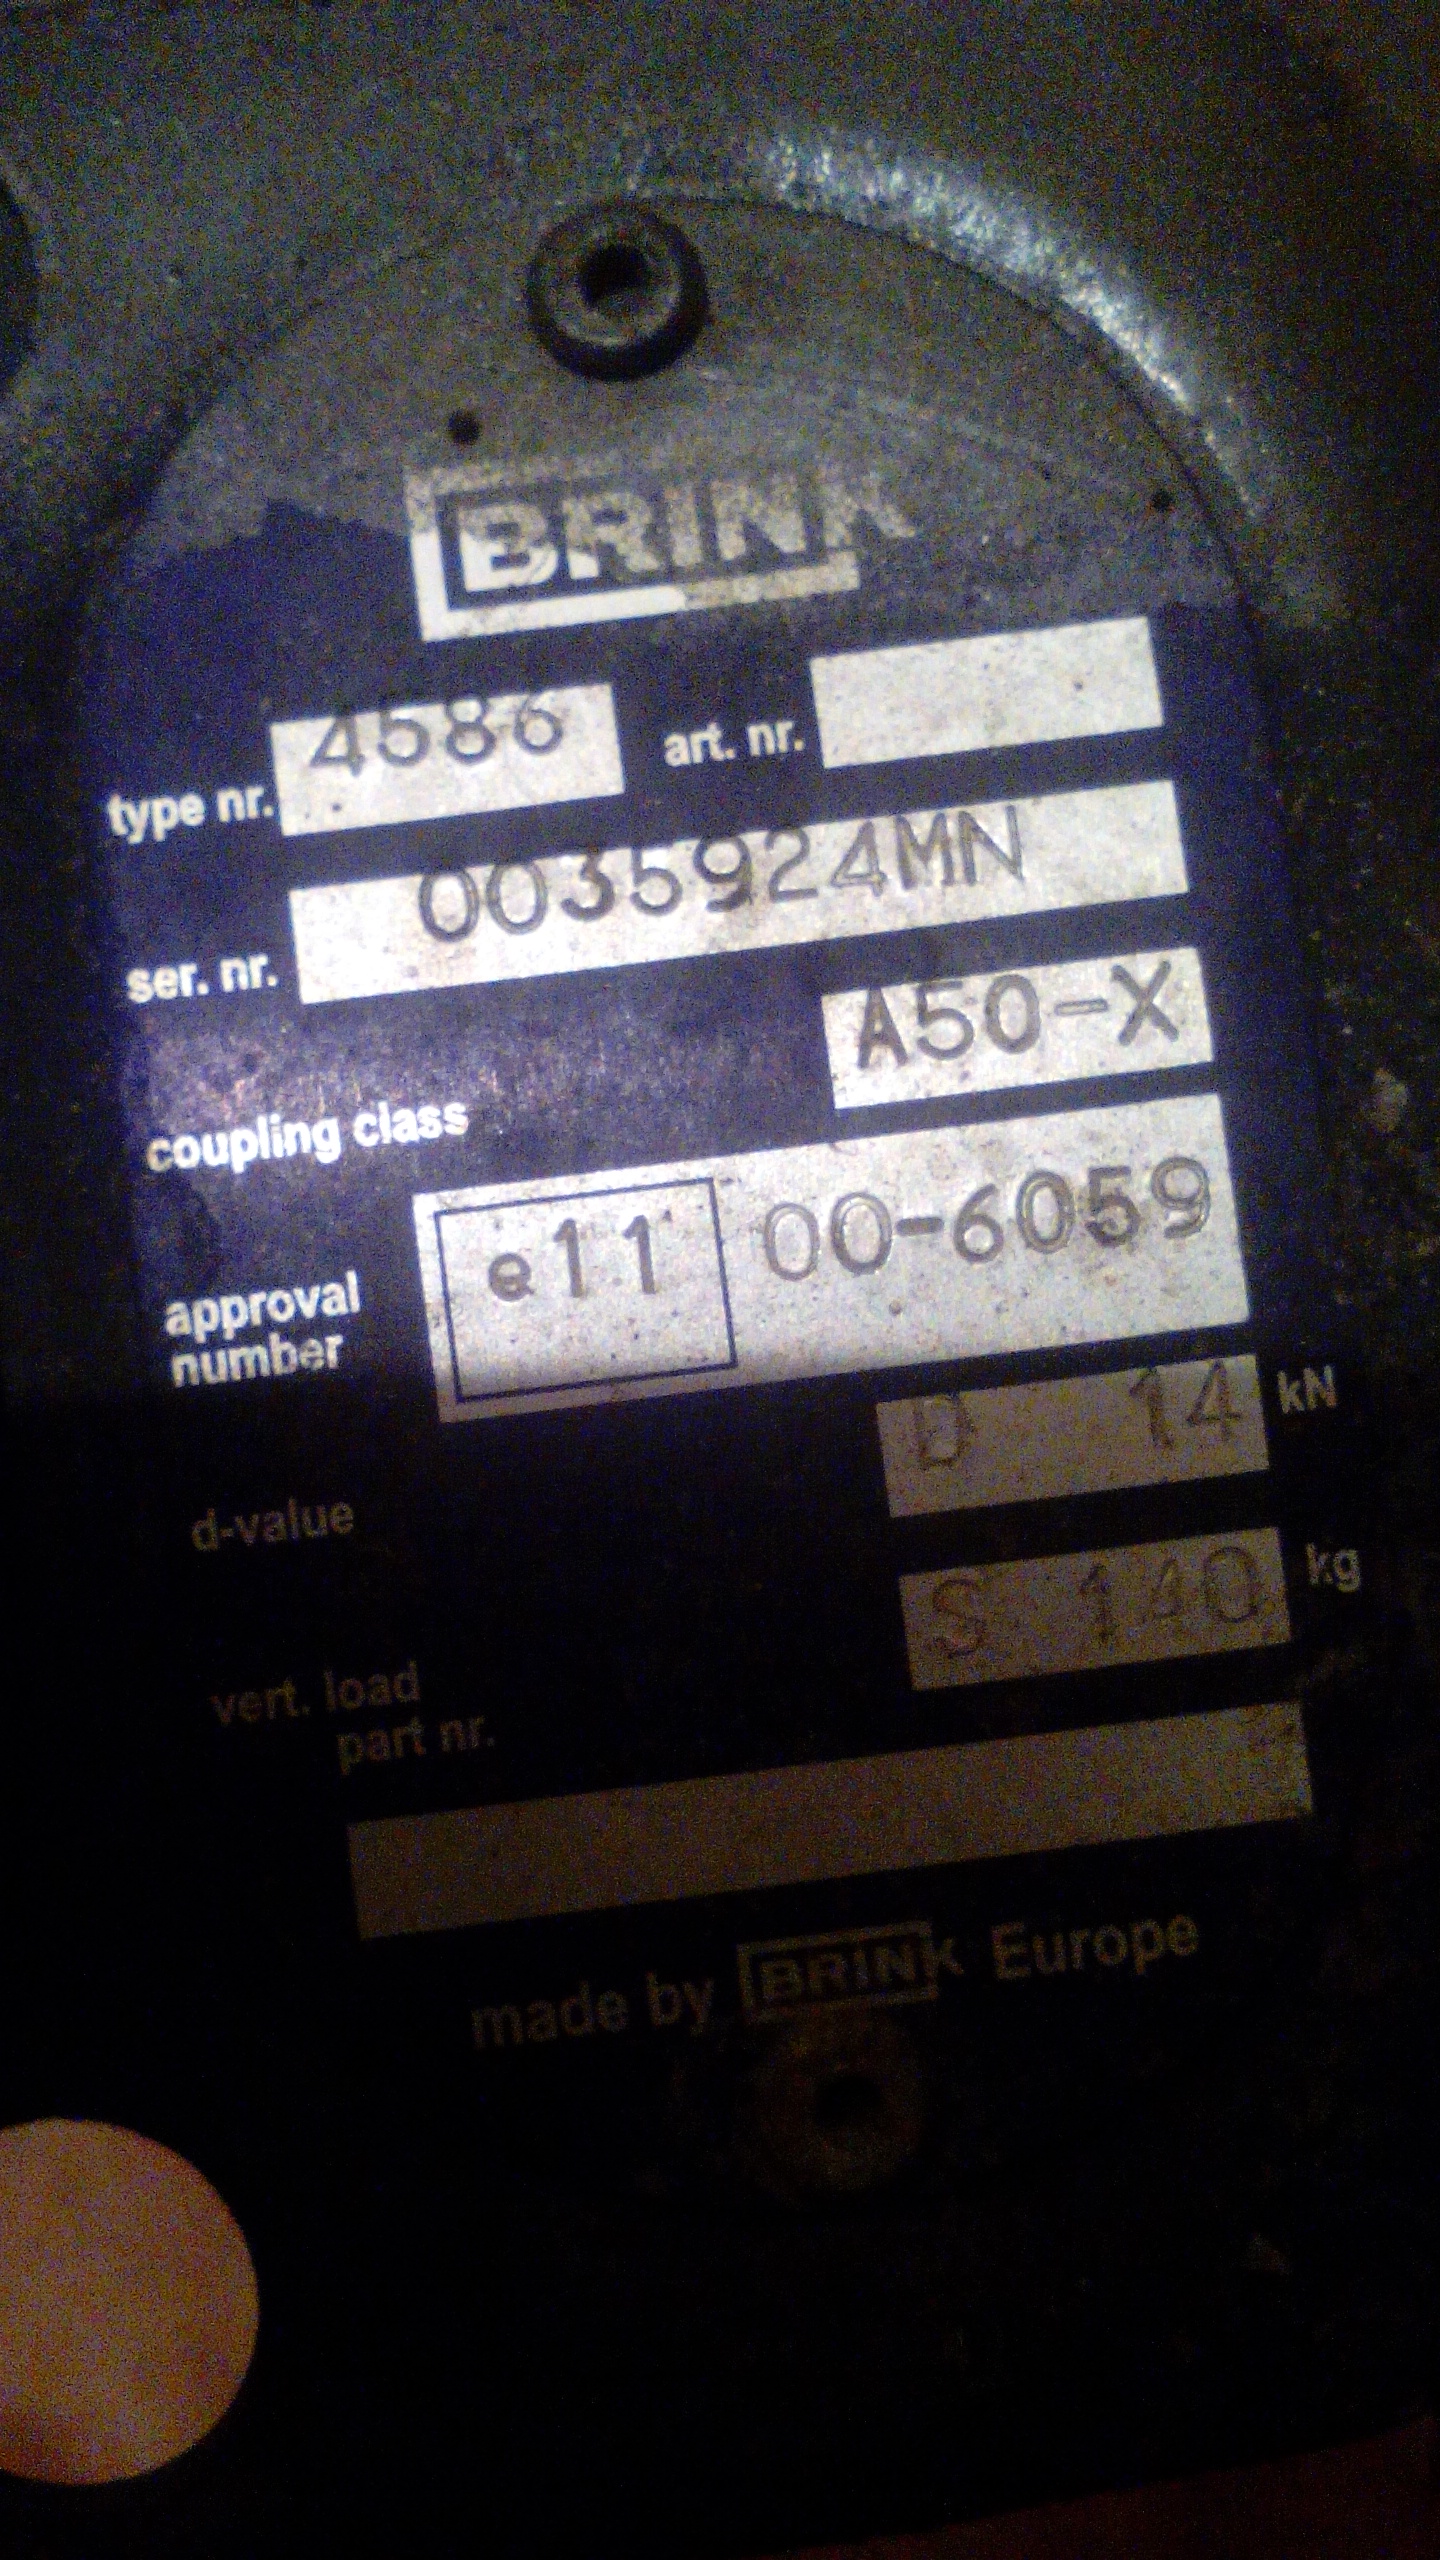 BRINK
type nr. 4586 art. nr.
ser. nr. 0035924MN
coupling class A50-X
approval number e11 00-6059
d-value D 14 kN
vert. load S 140 kg
part nr.
made by BRINK Europe